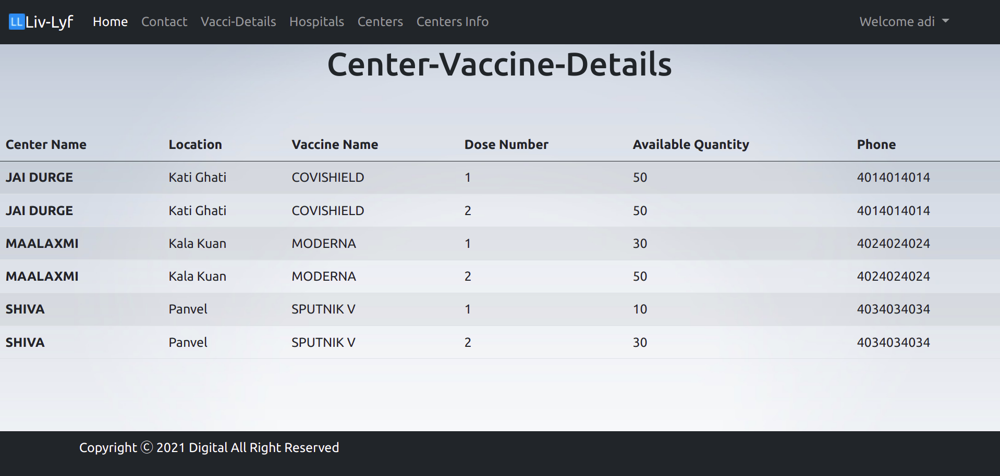 LL Liv-Lyf Home Contact Vacci-Details Hospitals Centers Centers Info Welcome adi
Center-Vaccine-Details
Center Name Location Vaccine Name Dose Number Available Quantity Phone
JAI DURGE Kati Ghati COVISHIELD 1 50 4014014014
JAI DURGE Kati Ghati COVISHIELD 2 50 4014014014
MAALAXMI Kala Kuan MODERNA 1 30 4024024024
MAALAXMI Kala Kuan MODERNA 2 50 4024024024
SHIVA Panvel SPUTNIK V 1 10 4034034034
SHIVA Panvel SPUTNIK V 2 30 4034034034
Copyright Ⓒ 2021 Digital All Right Reserved